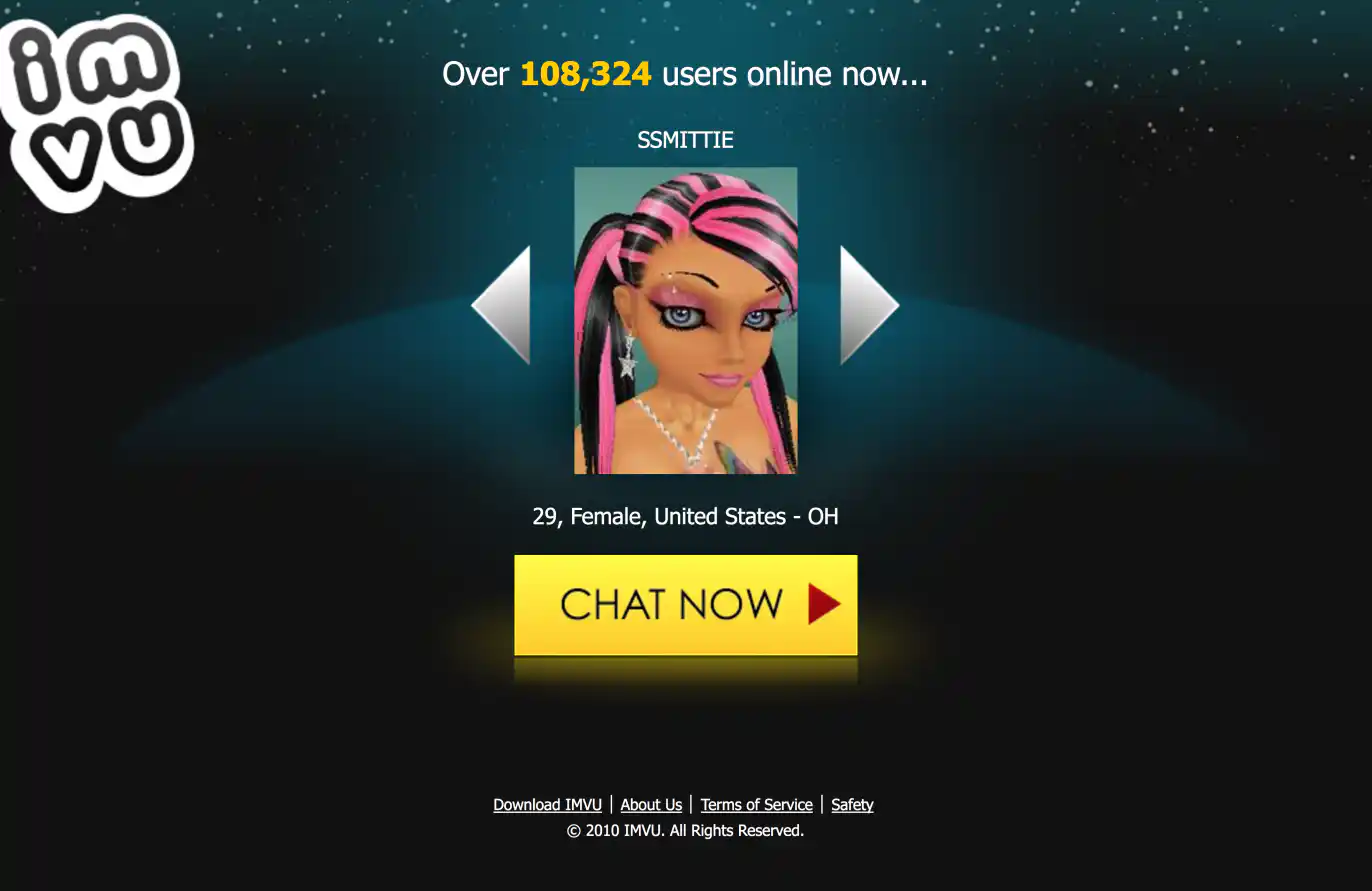 imvu
Over 108,324 users online now...
SSMITTIE
29, Female, United States - OH
CHAT NOW
Download IMVU | About Us | Terms of Service | Safety
© 2010 IMVU. All Rights Reserved.